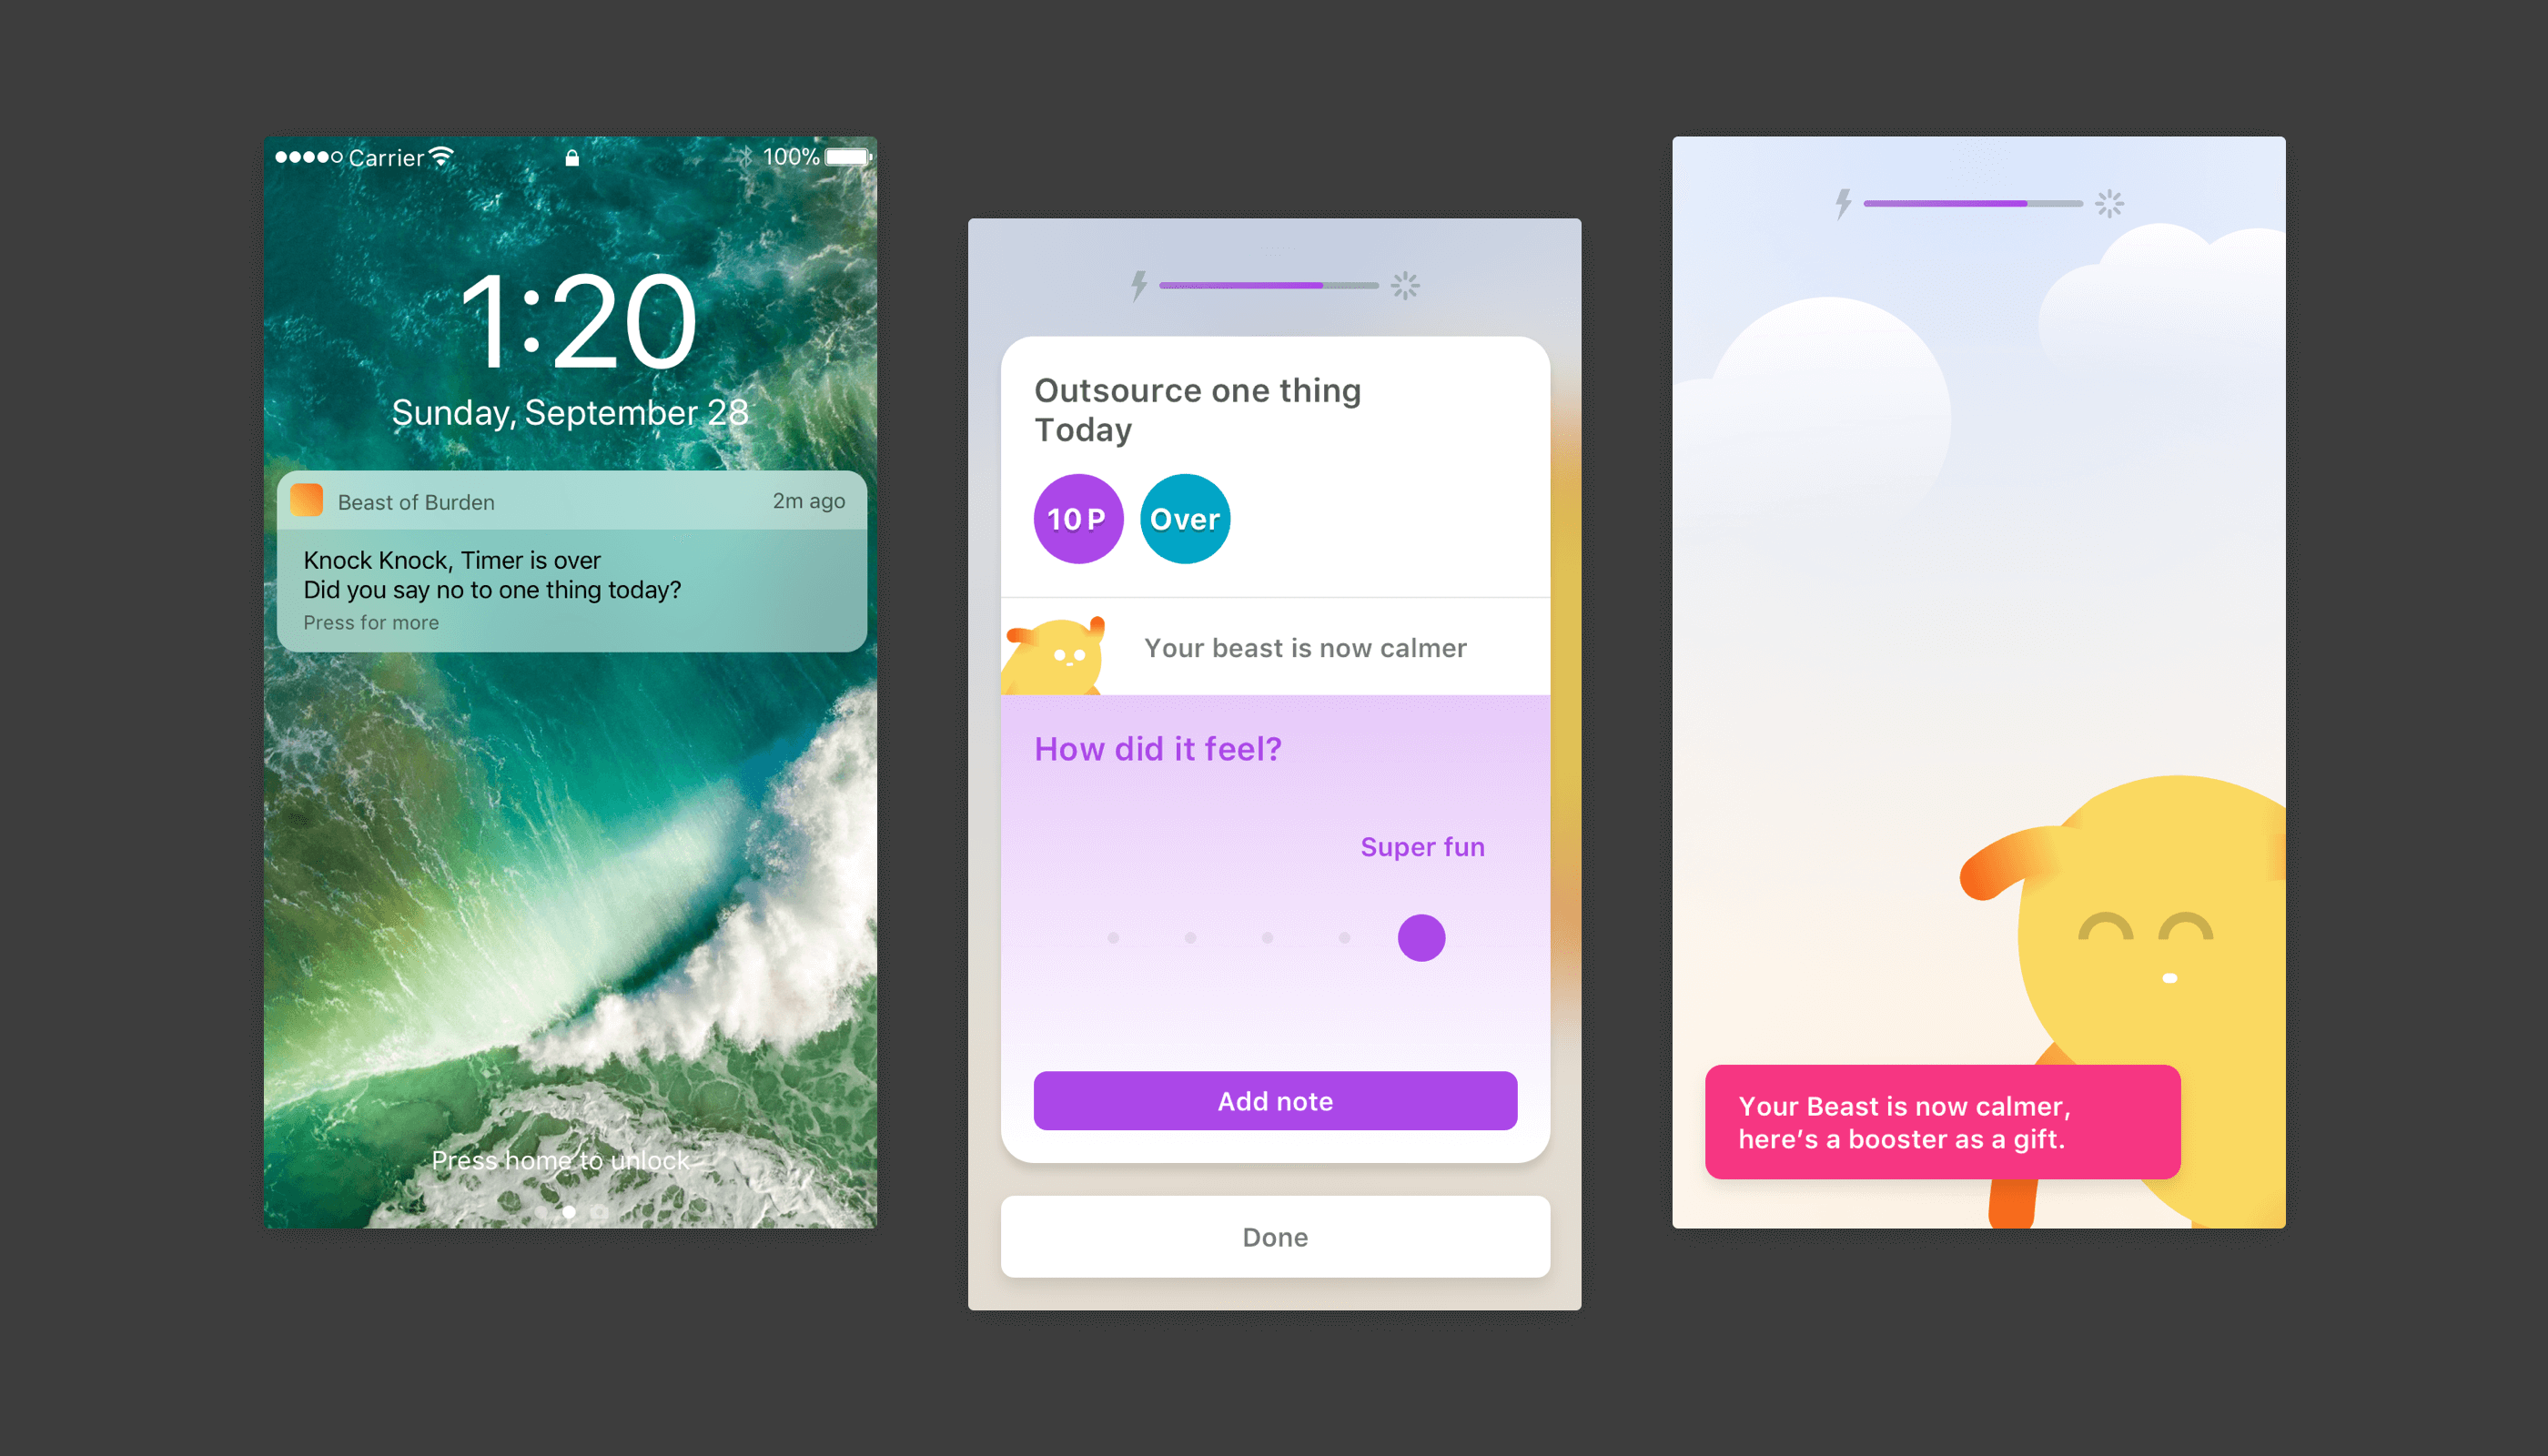 Carrier
100%
1:20
Sunday, September 28
Beast of Burden
2m ago
Knock Knock, Timer is over
Did you say no to one thing today?
Press for more
Press home to unlock
Outsource one thing
Today
10 P
Over
Your beast is now calmer
How did it feel?
Super fun
Add note
Done
Your Beast is now calmer,
here's a booster as a gift.